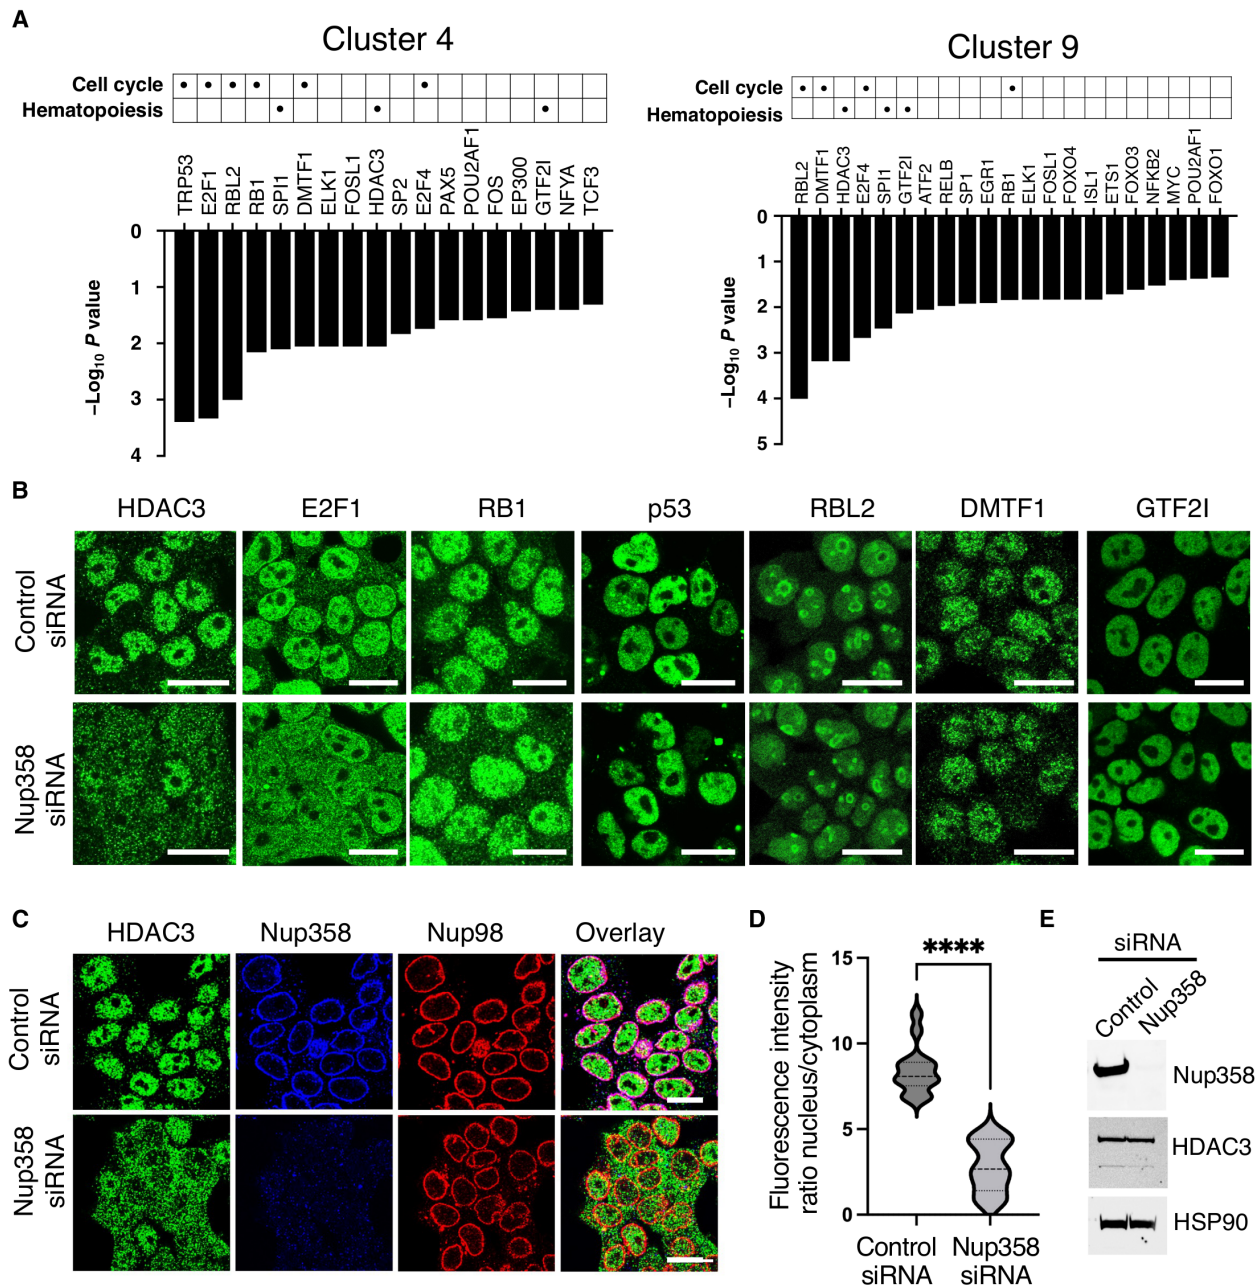 A
Cluster 4
Cell cycle
Hematopoiesis
TRP53
E2F1
RBL2
RB1
SPI1
DMTF1
ELK1
FOSL1
HDAC3
SP2
E2F4
PAX5
POU2AF1
FOS
EP300
GTF2I
NFYA
TCF3
0
1
2
3
4
–Log10 P value
Cluster 9
Cell cycle
Hematopoiesis
RBL2
DMTF1
HDAC3
E2F4
SPI1
GTF2I
ATF2
RELB
SP1
EGR1
RB1
ELK1
FOSL1
FOXO4
ISL1
ETS1
FOXO3
NFKB2
MYC
POU2AF1
FOXO1
0
1
2
3
4
5
–Log10 P value
B
HDAC3 E2F1 RB1 p53 RBL2 DMTF1 GTF2I
Control
siRNA
Nup358
siRNA
C
HDAC3 Nup358 Nup98 Overlay
Control
siRNA
Nup358
siRNA
D
****
Fluorescence intensity
ratio nucleus/cytoplasm
15
10
5
0
Control
siRNA
Nup358
siRNA
E
siRNA
Control
Nup358
Nup358
HDAC3
HSP90